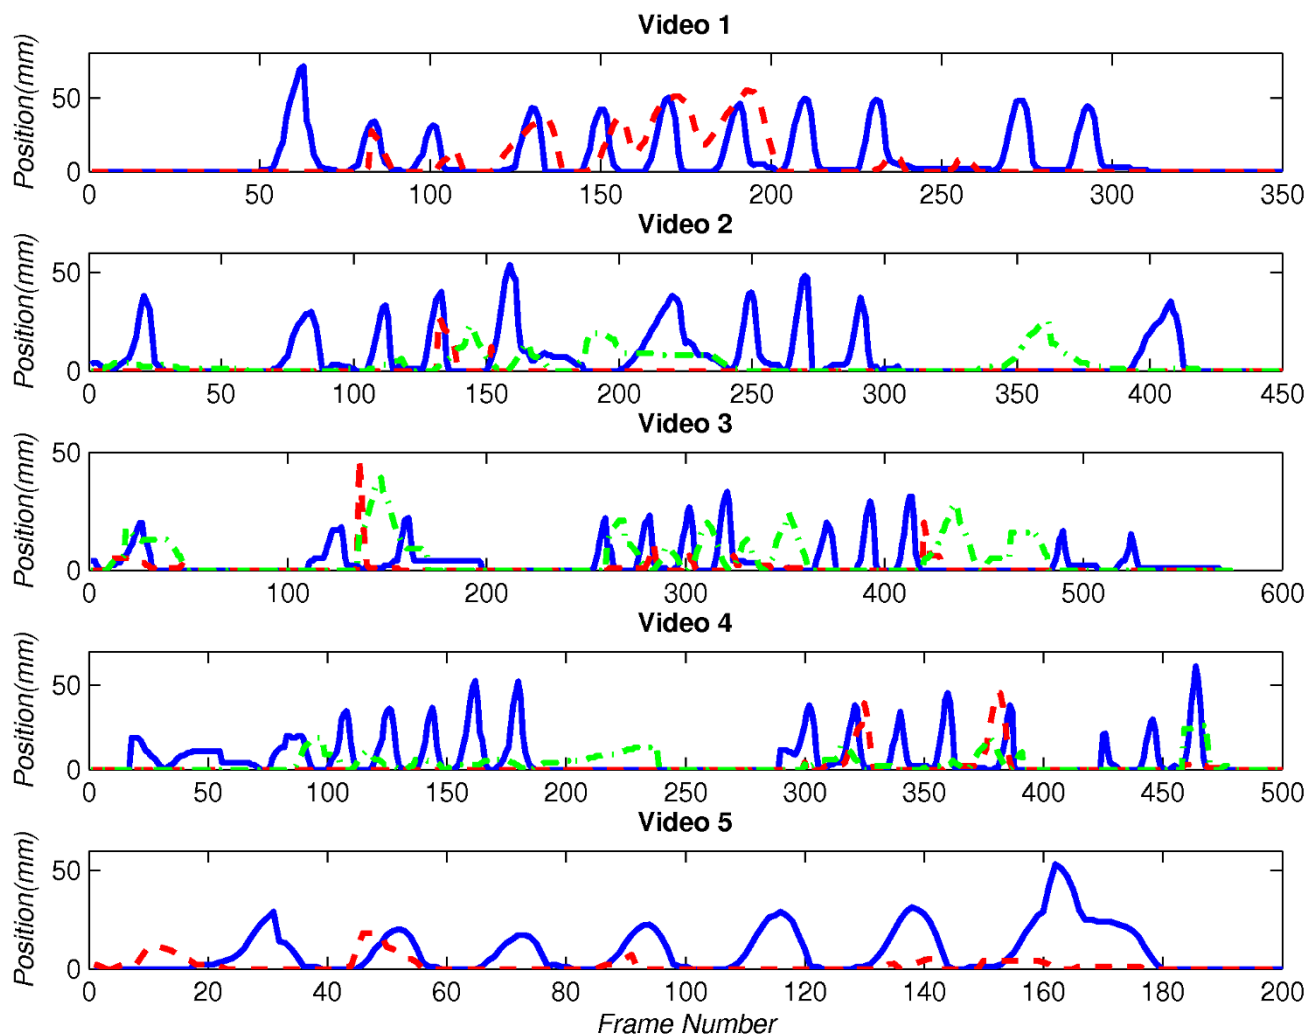 Video 1
Position(mm)
50
0
0 50 100 150 200 250 300 350
Video 2
Position(mm)
50
0
0 50 100 150 200 250 300 350 400 450
Video 3
Position(mm)
50
0
0 100 200 300 400 500 600
Video 4
Position(mm)
50
0
0 50 100 150 200 250 300 350 400 450 500
Video 5
Position(mm)
50
0
0 20 40 60 80 100 120 140 160 180 200
Frame Number